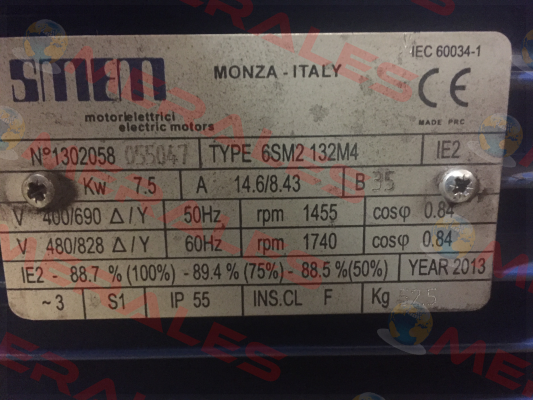 IEC 60034-1
smem
MONZA - ITALY
CE
motori elettrici
electric motors
MADE PRC
N°1302058 055047 TYPE 6SM2 132M4 IE2
Kw 7.5 A 14.6/8.43 B 35
V 400/690 Δ/Y 50Hz rpm 1455 cosφ 0.84
V 480/828 Δ/Y 60Hz rpm 1740 cosφ 0.84
IE2 - 88.7 % (100%) - 89.4 % (75%) - 88.5 % (50%) YEAR 2013
~3 S1 IP 55 INS.CL F Kg
MERALES